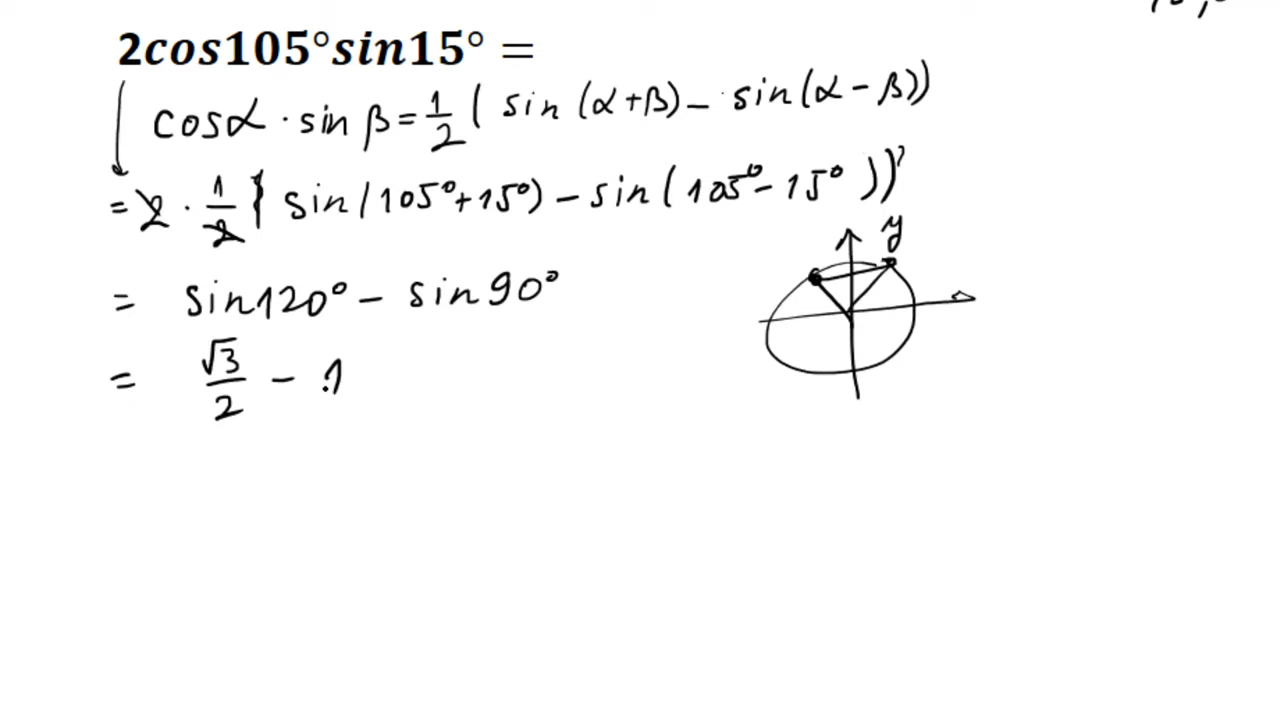 2cos105°sin15° =
cosα · sin β = 1/2 ( sin (α+β) - sin (α - β))
= 2 · 1/2 ( sin (105°+15°) - sin ( 105° - 15° ))
y
= sin120° - sin90°
= √3/2 - 1